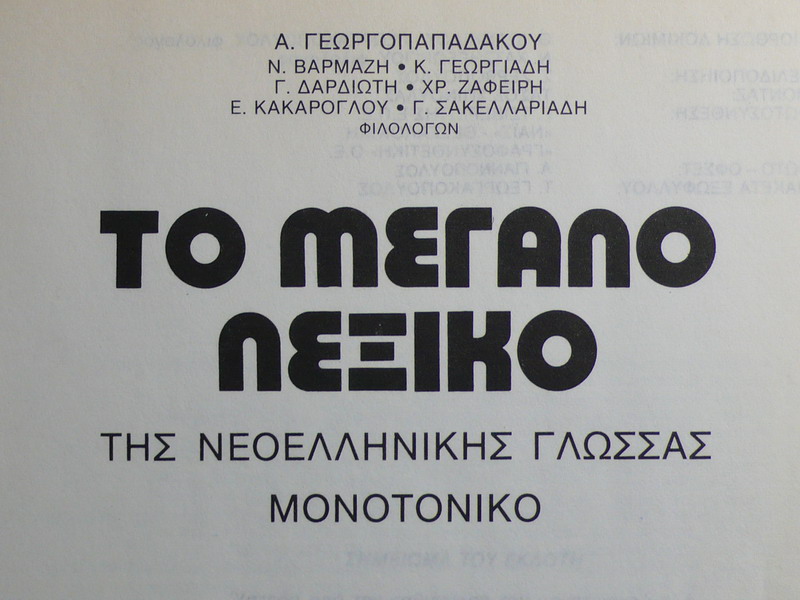 Α. ΓΕΩΡΓΟΠΑΠΑΔΑΚΟΥ
Ν. ΒΑΡΜΑΖΗ • Κ. ΓΕΩΡΓΙΑΔΗ
Γ. ΔΑΡΔΙΩΤΗ • ΧΡ. ΖΑΦΕΙΡΗ
Ε. ΚΑΚΑΡΟΓΛΟΥ • Γ. ΣΑΚΕΛΛΑΡΙΑΔΗ
ΦΙΛΟΛΟΓΩΝ
ΤΟ ΜΕΓΑΛΟ
ΛΕΞΙΚΟ
ΤΗΣ ΝΕΟΕΛΛΗΝΙΚΗΣ ΓΛΩΣΣΑΣ
ΜΟΝΟΤΟΝΙΚΟ